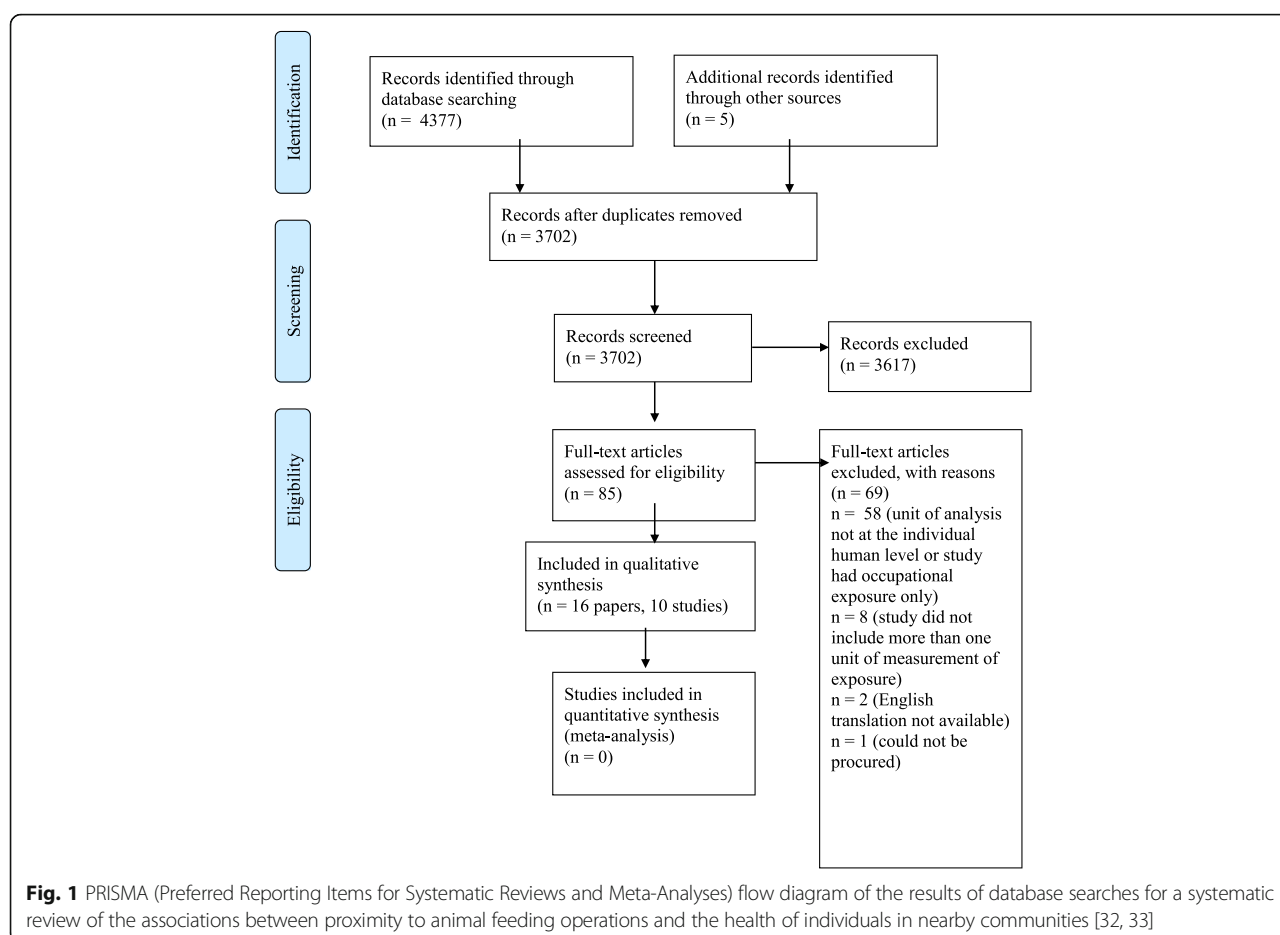 Identification
Records identified through
database searching
(n = 4377)
Additional records identified
through other sources
(n = 5)
Records after duplicates removed
(n = 3702)
Screening
Records screened
(n = 3702)
Records excluded
(n = 3617)
Eligibility
Full-text articles
assessed for eligibility
(n = 85)
Full-text articles
excluded, with reasons
(n = 69)
n = 58 (unit of analysis
not at the individual
human level or study
had occupational
exposure only)
n = 8 (study did not
include more than one
unit of measurement of
exposure)
n = 2 (English
translation not available)
n = 1 (could not be
procured)
Included in qualitative
synthesis
(n = 16 papers, 10 studies)
Studies included in
quantitative synthesis
(meta-analysis)
(n = 0)
Fig. 1 PRISMA (Preferred Reporting Items for Systematic Reviews and Meta-Analyses) flow diagram of the results of database searches for a systematic
review of the associations between proximity to animal feeding operations and the health of individuals in nearby communities [32, 33]